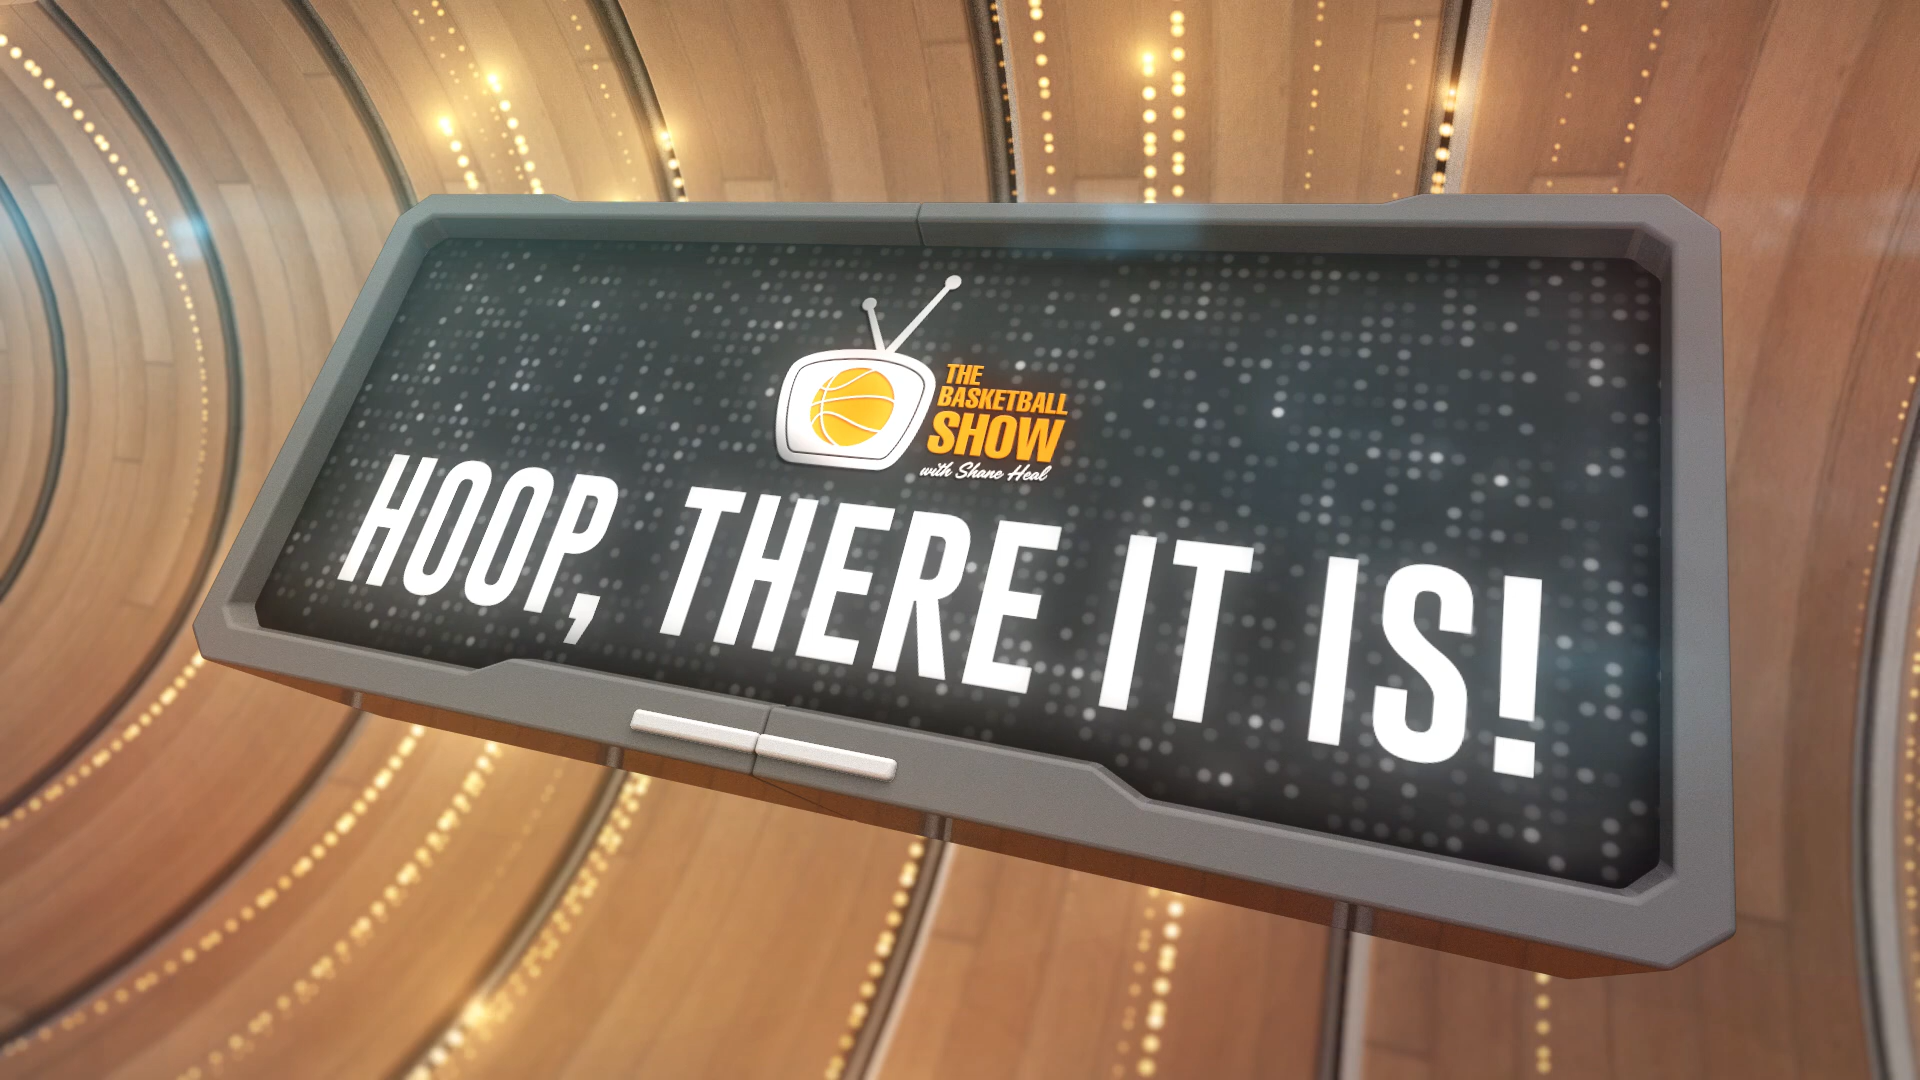 THE
BASKETBALL
SHOW
with Shane Heal
HOOP, THERE IT IS!